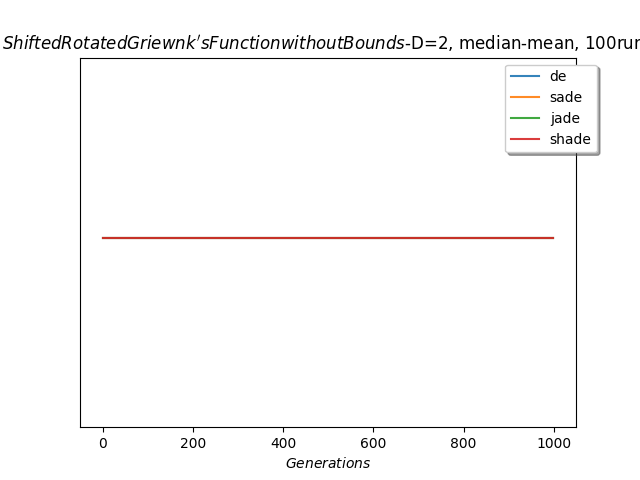 ShiftedRotatedGriewnk'sFunctionwithoutBounds-D=2, median-mean, 100run
de
sade
jade
shade
0 200 400 600 800 1000
Generations